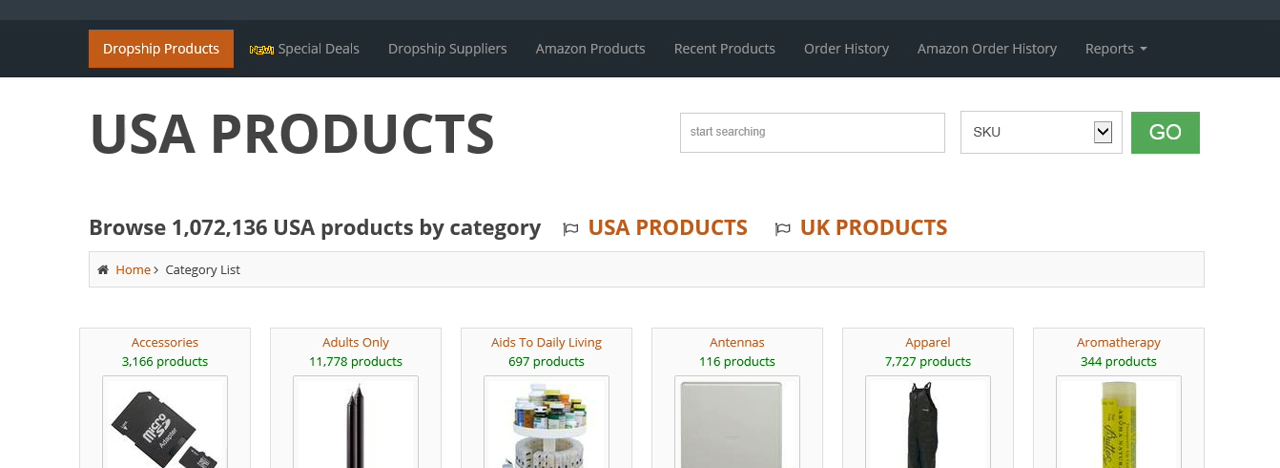 Dropship Products NEW! Special Deals Dropship Suppliers Amazon Products Recent Products Order History Amazon Order History Reports
USA PRODUCTS
start searching SKU GO
Browse 1,072,136 USA products by category USA PRODUCTS UK PRODUCTS
Home Category List
Accessories Adults Only Aids To Daily Living Antennas Apparel Aromatherapy
3,166 products 11,778 products 697 products 116 products 7,727 products 344 products
micro
SD
Adapter